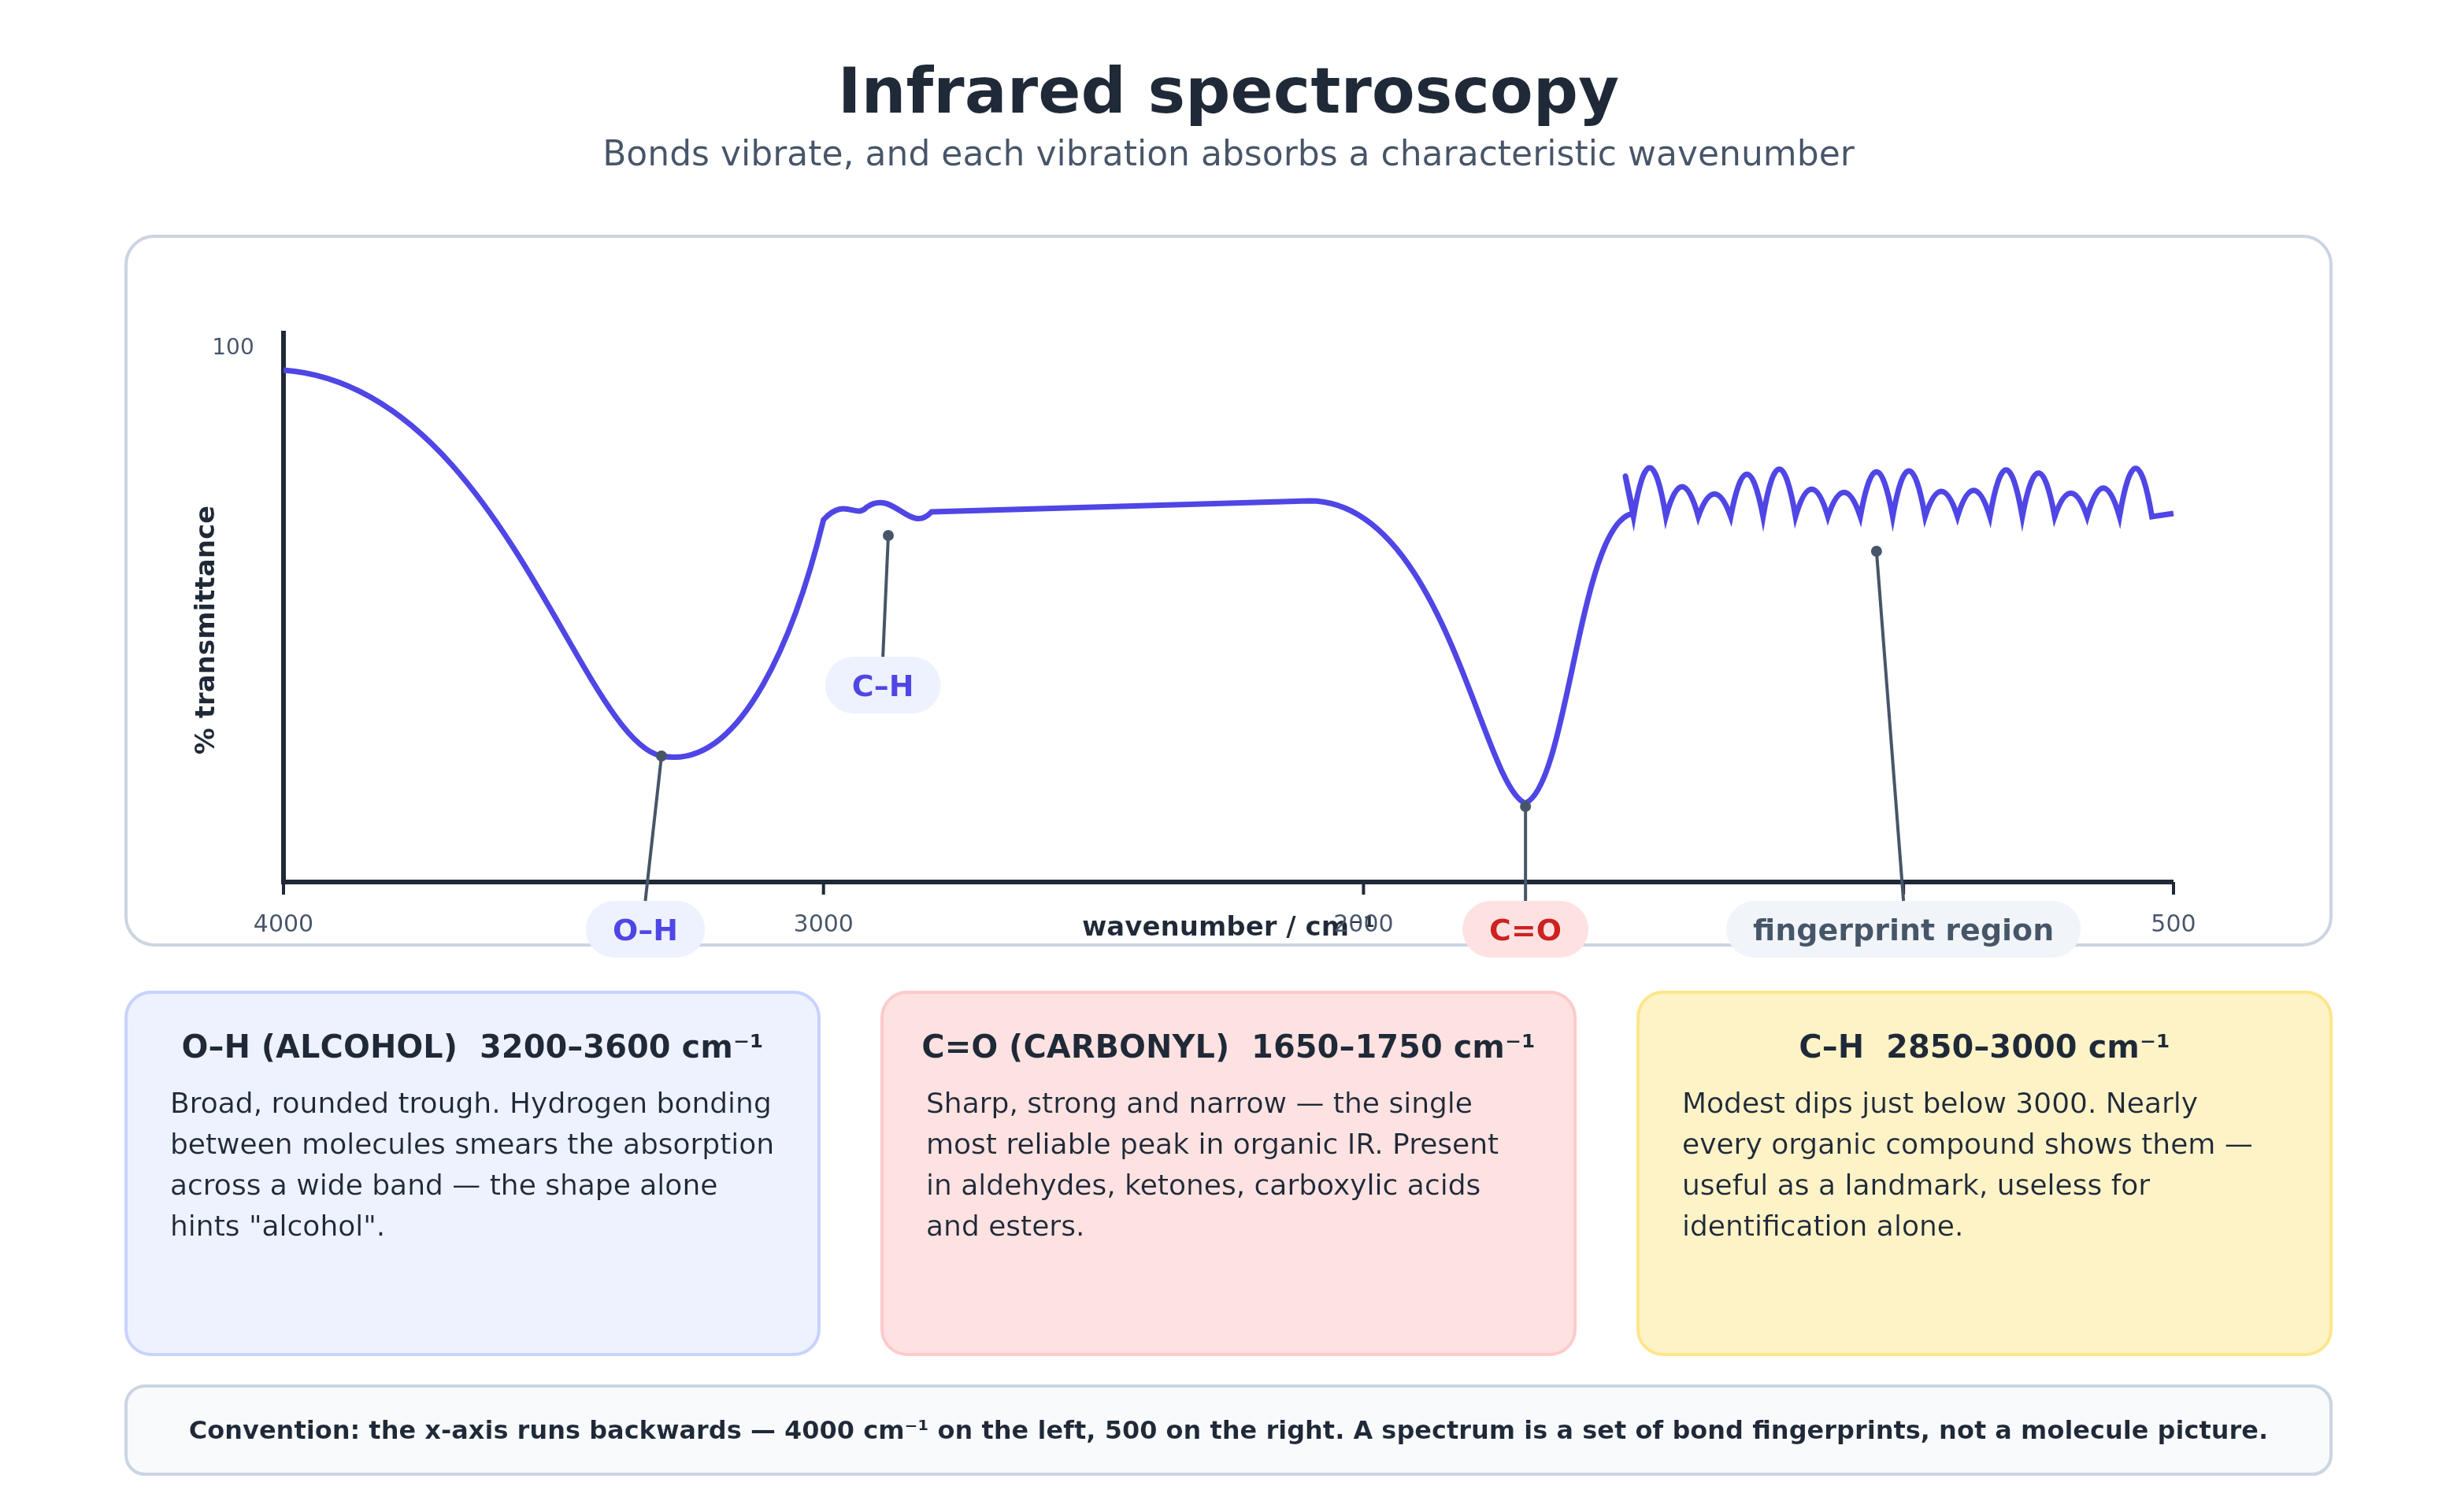 Infrared spectroscopy
Bonds vibrate, and each vibration absorbs a characteristic wavenumber
100
% transmittance
C–H
4000
O–H
3000
wavenumber / cm⁻¹
2000
C=O
fingerprint region
500
O–H (ALCOHOL) 3200–3600 cm⁻¹
Broad, rounded trough. Hydrogen bonding
between molecules smears the absorption
across a wide band — the shape alone
hints "alcohol".
C=O (CARBONYL) 1650–1750 cm⁻¹
Sharp, strong and narrow — the single
most reliable peak in organic IR. Present
in aldehydes, ketones, carboxylic acids
and esters.
C–H 2850–3000 cm⁻¹
Modest dips just below 3000. Nearly
every organic compound shows them —
useful as a landmark, useless for
identification alone.
Convention: the x-axis runs backwards — 4000 cm⁻¹ on the left, 500 on the right. A spectrum is a set of bond fingerprints, not a molecule picture.